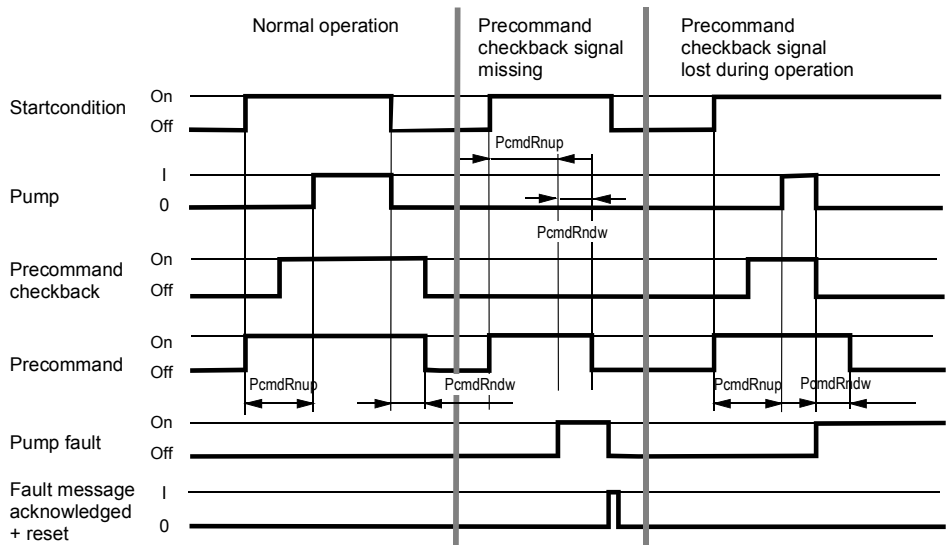 Normal operation
Precommand
checkback signal
missing
Precommand
checkback signal
lost during operation
Startcondition
On
Off
PcmdRnup
Pump
I
0
PcmdRndw
Precommand
checkback
On
Off
Precommand
On
Off
PcmdRnup
PcmdRndw
PcmdRnup
PcmdRndw
Pump fault
On
Off
Fault message
acknowledged
+ reset
I
0